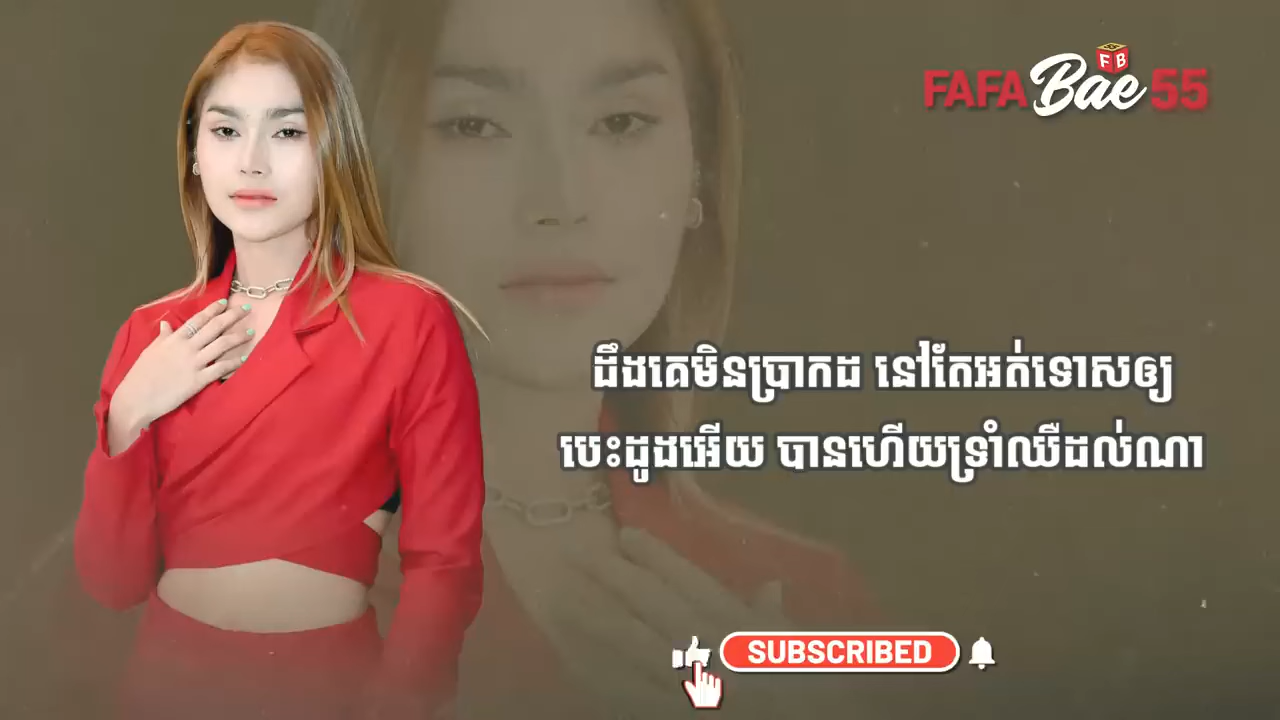 FAFA Bae 55
FB
ដឹងគេមិនប្រាកដ នៅតែអត់ទោសឲ្យ
បេះដូងអើយ បានហើយទ្រាំឈឺដល់ណា
SUBSCRIBED